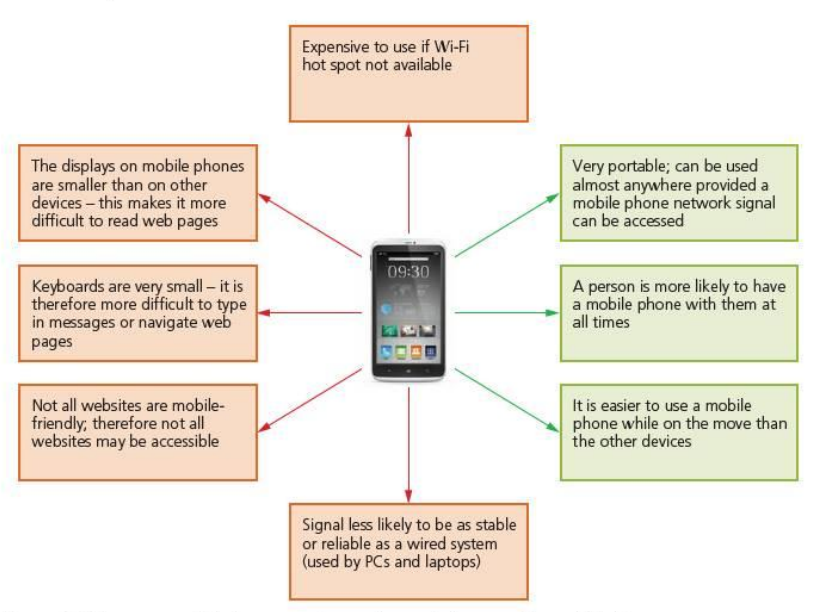 Expensive to use if Wi-Fi
hot spot not available
The displays on mobile phones
are smaller than on other
devices – this makes it more
difficult to read web pages
Very portable; can be used
almost anywhere provided a
mobile phone network signal
can be accessed
09:30
Keyboards are very small – it is
therefore more difficult to type
in messages or navigate web
pages
A person is more likely to have
a mobile phone with them at
all times
Not all websites are mobile-
friendly; therefore not all
websites may be accessible
It is easier to use a mobile
phone while on the move than
the other devices
Signal less likely to be as stable
or reliable as a wired system
(used by PCs and laptops)